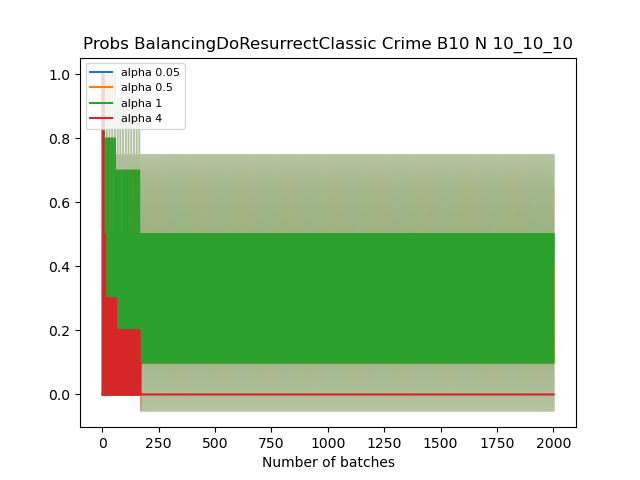 Probs BalancingDoResurrectClassic Crime B10 N 10_10_10
1.0
0.8
0.6
0.4
0.2
0.0
alpha 0.05
alpha 0.5
alpha 1
alpha 4
0 250 500 750 1000 1250 1500 1750 2000
Number of batches